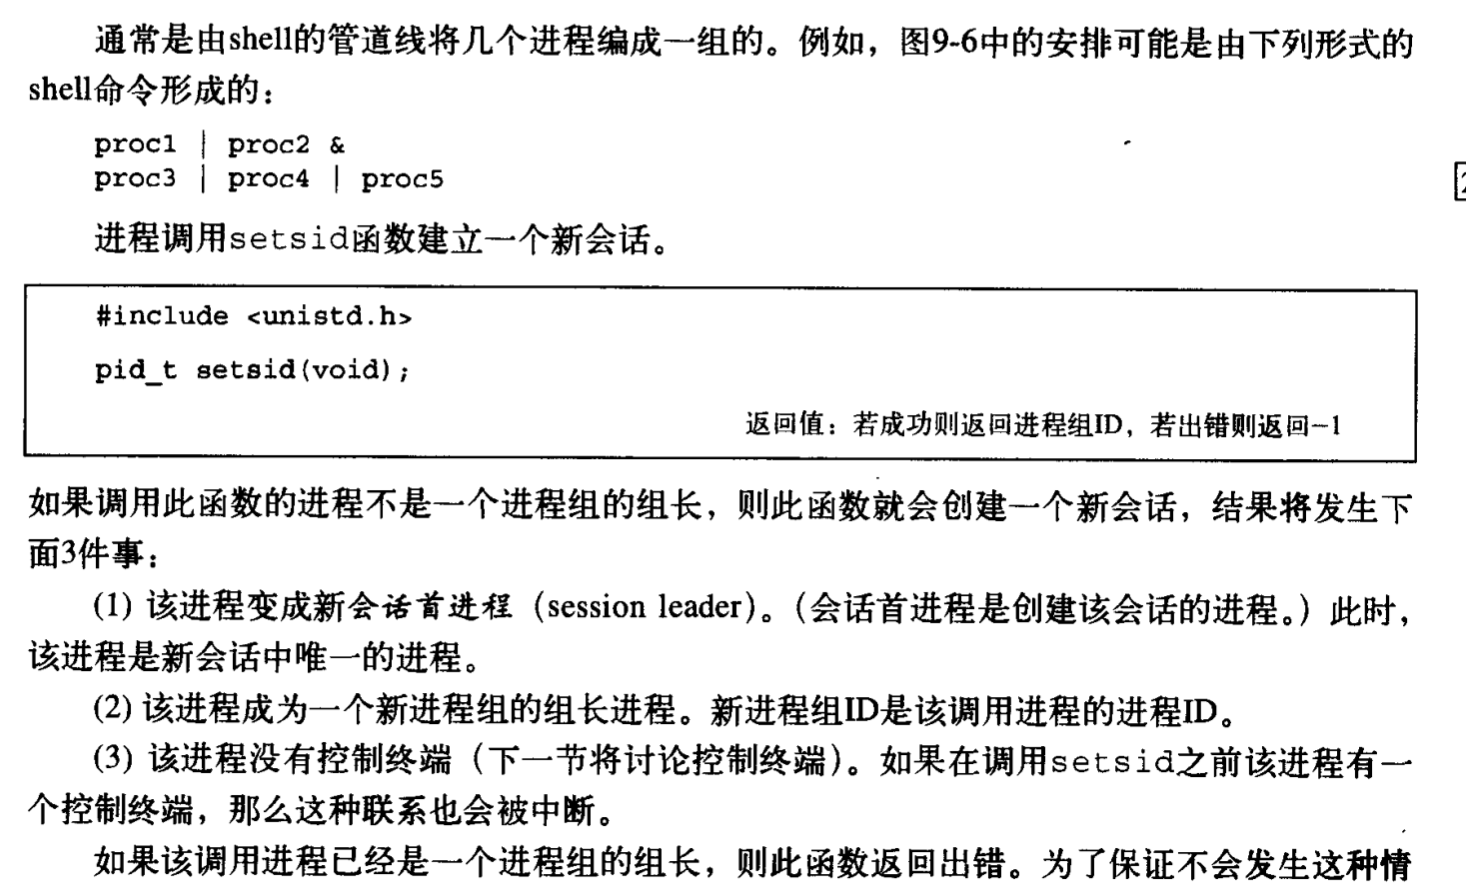 通常是由shell的管道线将几个进程编成一组的。例如，图9-6中的安排可能是由下列形式的
shell命令形成的：
proc1 | proc2 &
proc3 | proc4 | proc5
进程调用setsid函数建立一个新会话。
#include <unistd.h>
pid_t setsid(void);
返回值：若成功则返回进程组ID，若出错则返回-1
如果调用此函数的进程不是一个进程组的组长，则此函数就会创建一个新会话，结果将发生下
面3件事：
(1) 该进程变成新会话首进程（session leader）。（会话首进程是创建该会话的进程。）此时，
该进程是新会话中唯一的进程。
(2) 该进程成为一个新进程组的组长进程。新进程组ID是该调用进程的进程ID。
(3) 该进程没有控制终端（下一节将讨论控制终端）。如果在调用setsid之前该进程有一
个控制终端，那么这种联系也会被中断。
如果该调用进程已经是一个进程组的组长，则此函数返回出错。为了保证不会发生这种情